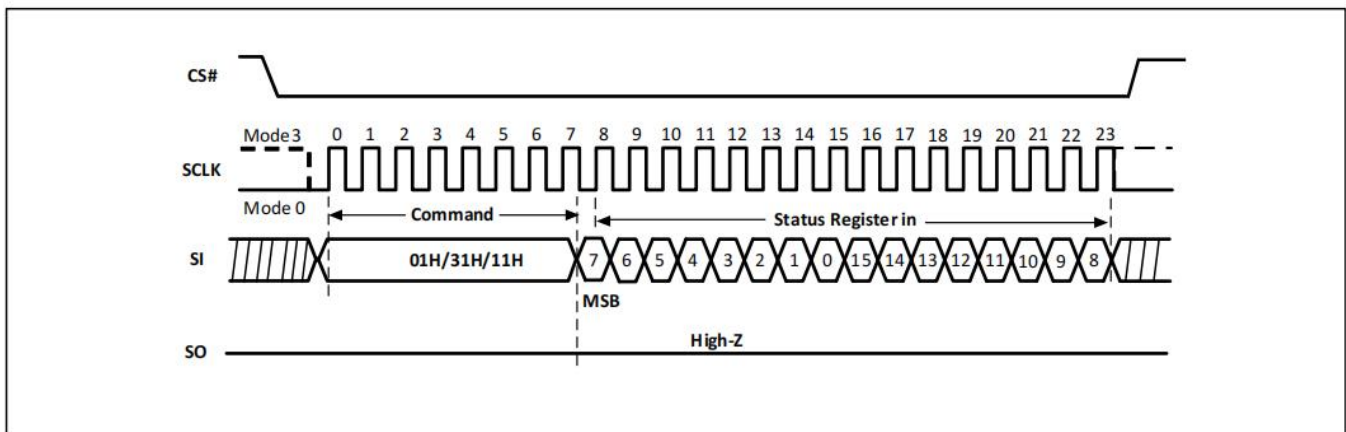 CS#
Mode 3 0 1 2 3 4 5 6 7 8 9 10 11 12 13 14 15 16 17 18 19 20 21 22 23
SCLK
Mode 0 Command Status Register in
SI 01H/31H/11H 7 6 5 4 3 2 1 0 15 14 13 12 11 10 9 8
MSB
High-Z
SO